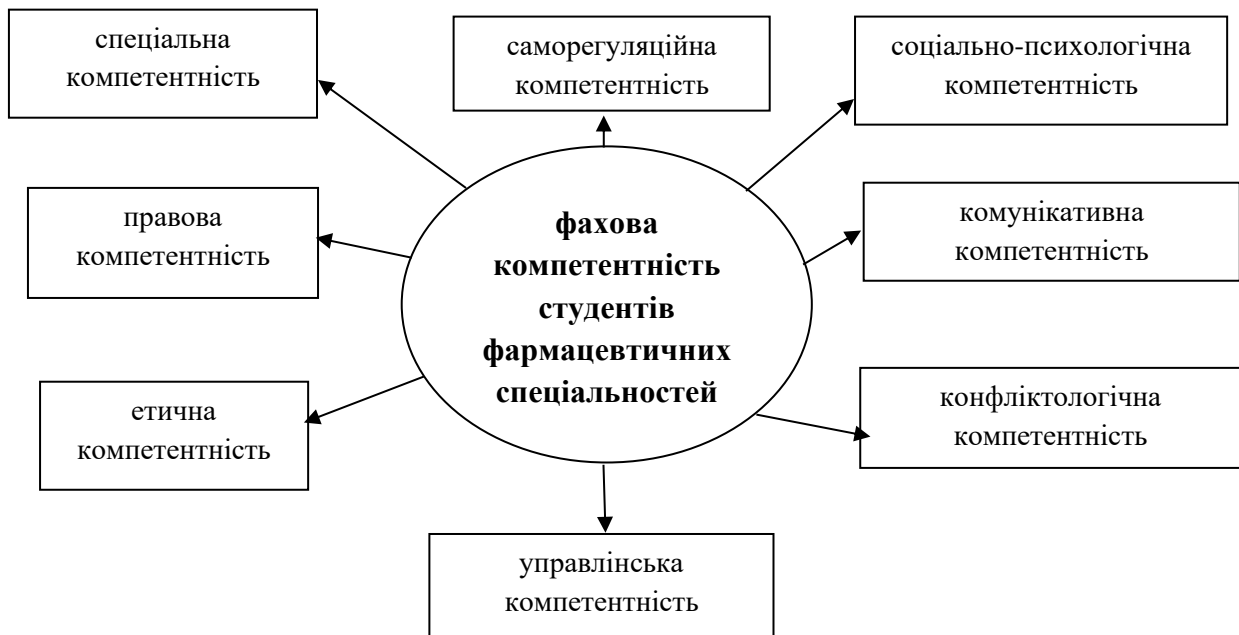 спеціальна
компетентність
саморегуляційна
компетентність
соціально-психологічна
компетентність
правова
компетентність
фахова
компетентність
студентів
фармацевтичних
спеціальностей
комунікативна
компетентність
етична
компетентність
конфліктологічна
компетентність
управлінська
компетентність